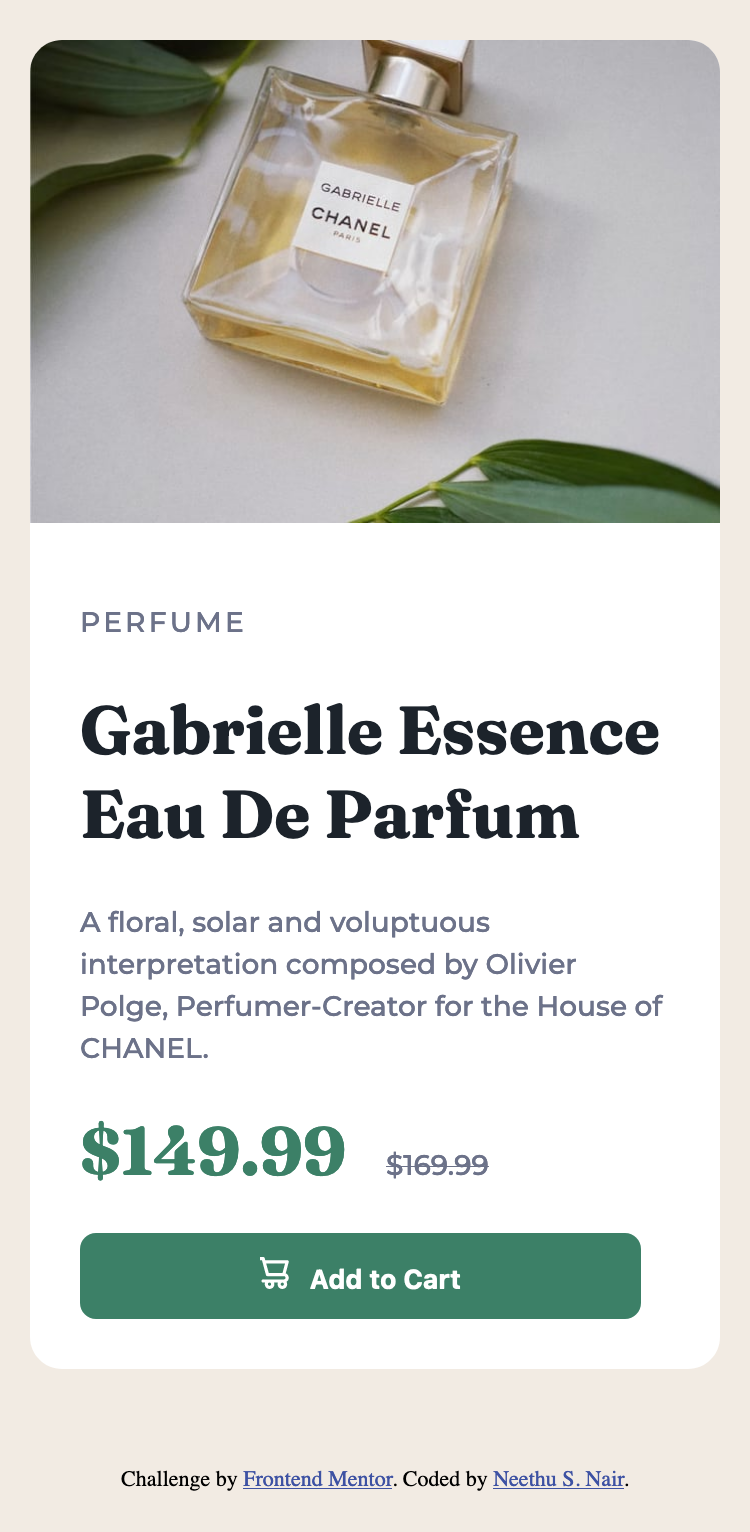 GABRIELLE
CHANEL
PARIS
PERFUME
Gabrielle Essence
Eau De Parfum
A floral, solar and voluptuous
interpretation composed by Olivier
Polge, Perfumer-Creator for the House of
CHANEL.
$149.99 $169.99
Add to Cart
Challenge by Frontend Mentor. Coded by Neethu S. Nair.